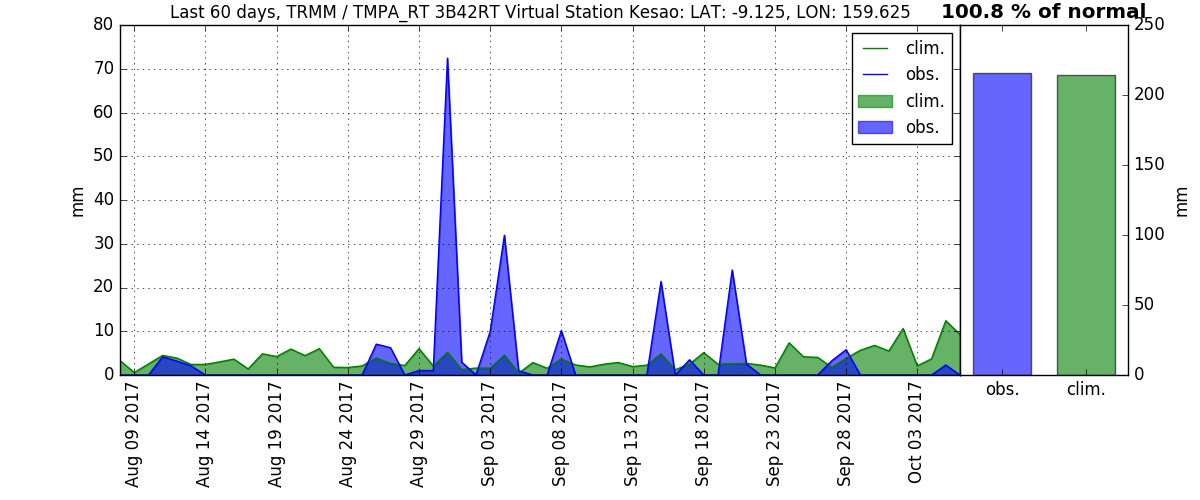 Last 60 days, TRMM / TMPA_RT 3B42RT Virtual Station Kesao: LAT: -9.125, LON: 159.625
100.8 % of normal
80
70
60
50
40
30
20
10
0
mm
clim.
obs.
clim.
obs.
250
200
150
100
50
0
mm
Aug 09 2017
Aug 14 2017
Aug 19 2017
Aug 24 2017
Aug 29 2017
Sep 03 2017
Sep 08 2017
Sep 13 2017
Sep 18 2017
Sep 23 2017
Sep 28 2017
Oct 03 2017
obs.
clim.